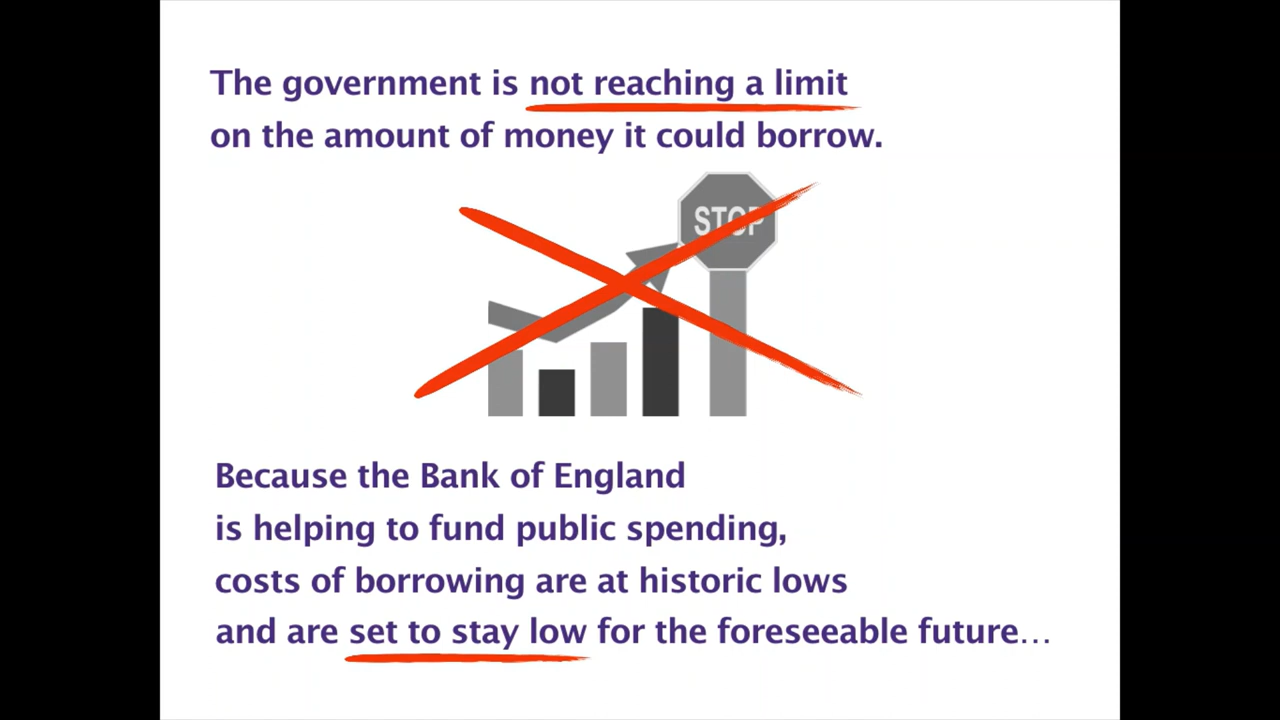 The government is not reaching a limit
on the amount of money it could borrow.
STOP
Because the Bank of England
is helping to fund public spending,
costs of borrowing are at historic lows
and are set to stay low for the foreseeable future…